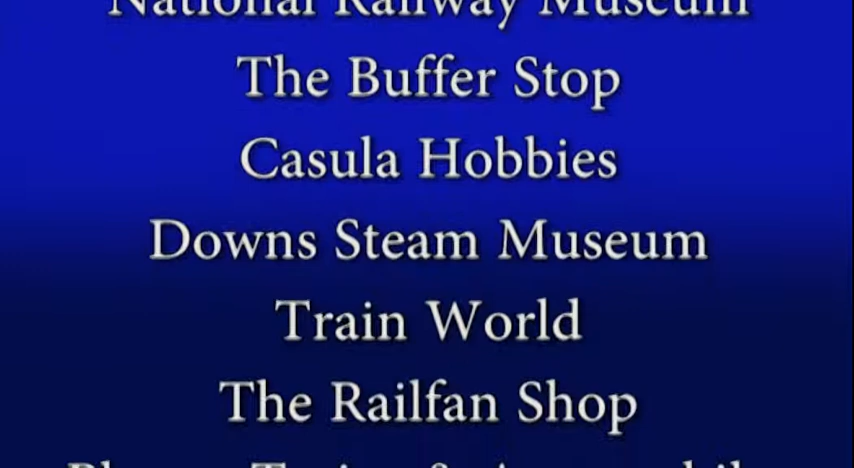 National Railway Museum
The Buffer Stop
Casula Hobbies
Downs Steam Museum
Train World
The Railfan Shop